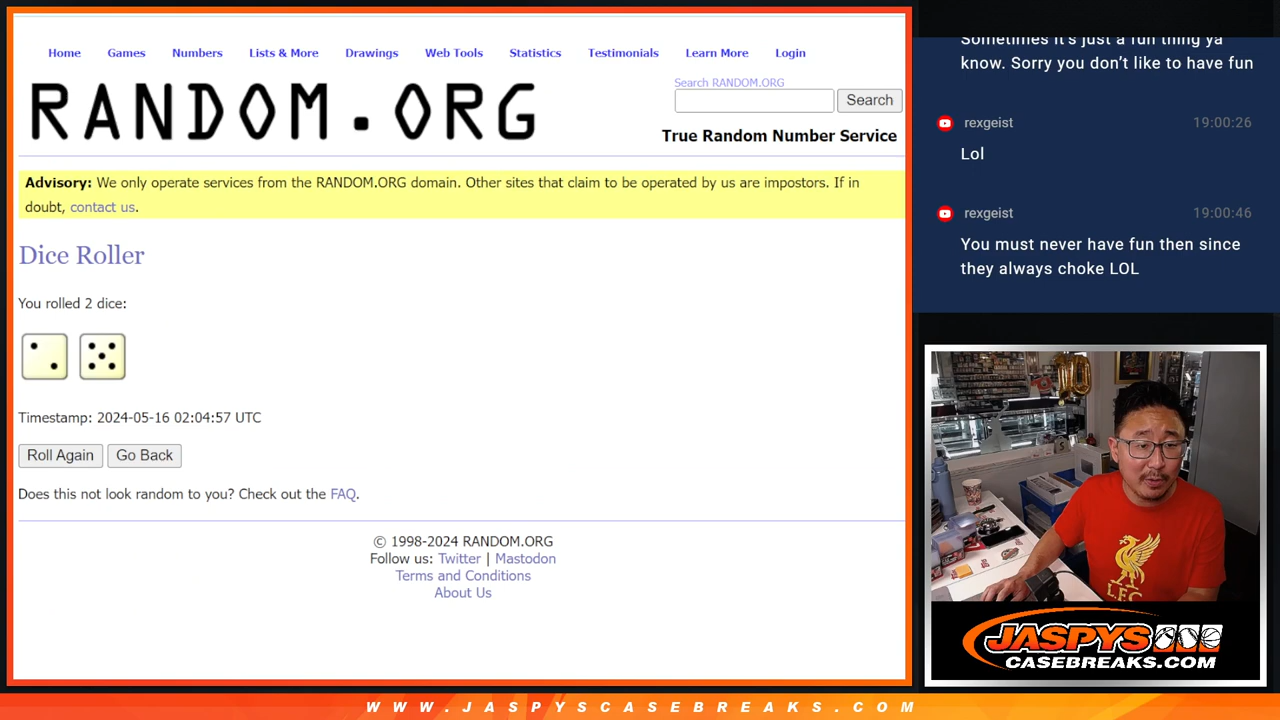 Home Games Numbers Lists & More Drawings Web Tools Statistics Testimonials Learn More Login
RANDOM.ORG
Search RANDOM.ORG
Search
True Random Number Service
Advisory: We only operate services from the RANDOM.ORG domain. Other sites that claim to be operated by us are impostors. If in
doubt, contact us.
Dice Roller
You rolled 2 dice:
Timestamp: 2024-05-16 02:04:57 UTC
Roll Again Go Back
Does this not look random to you? Check out the FAQ.
© 1998-2024 RANDOM.ORG
Follow us: Twitter | Mastodon
Terms and Conditions
About Us
Sometimes it's just a fun thing ya
know. Sorry you don't like to have fun
rexgeist 19:00:26
Lol
rexgeist 19:00:46
You must never have fun then since
they always choke LOL
10
L.F.C.
JASPYS
CASEBREAKS.COM
WWW.JASPYSCASEBREAKS.COM